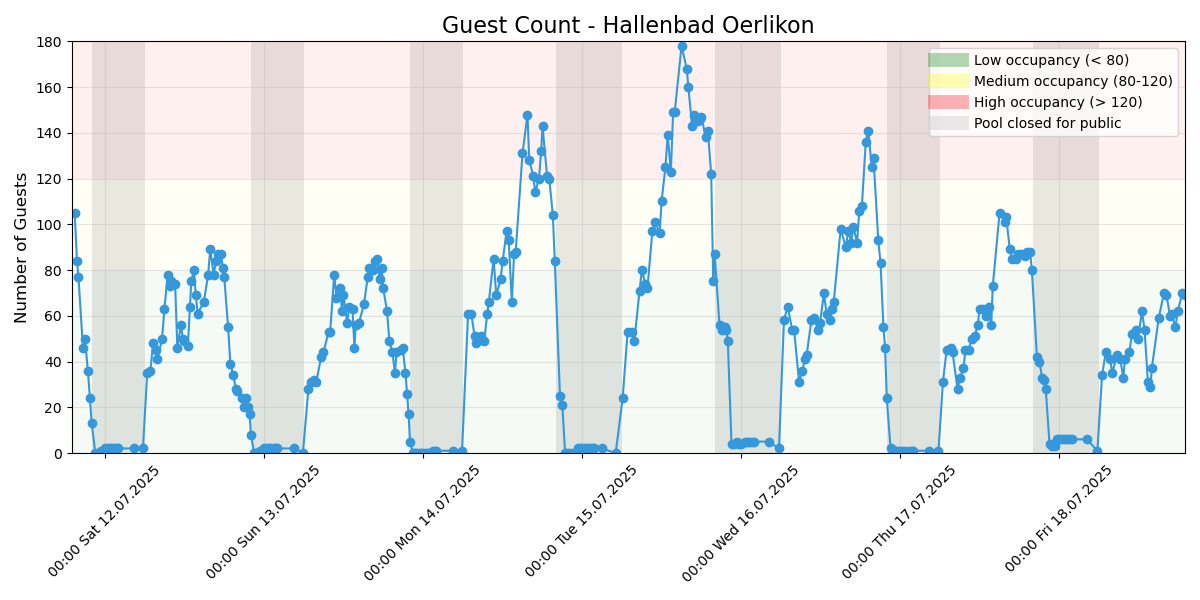 Guest Count - Hallenbad Oerlikon
Number of Guests
180
160
140
120
100
80
60
40
20
0
Low occupancy (< 80)
Medium occupancy (80-120)
High occupancy (> 120)
Pool closed for public
00:00 Sat 12.07.2025
00:00 Sun 13.07.2025
00:00 Mon 14.07.2025
00:00 Tue 15.07.2025
00:00 Wed 16.07.2025
00:00 Thu 17.07.2025
00:00 Fri 18.07.2025